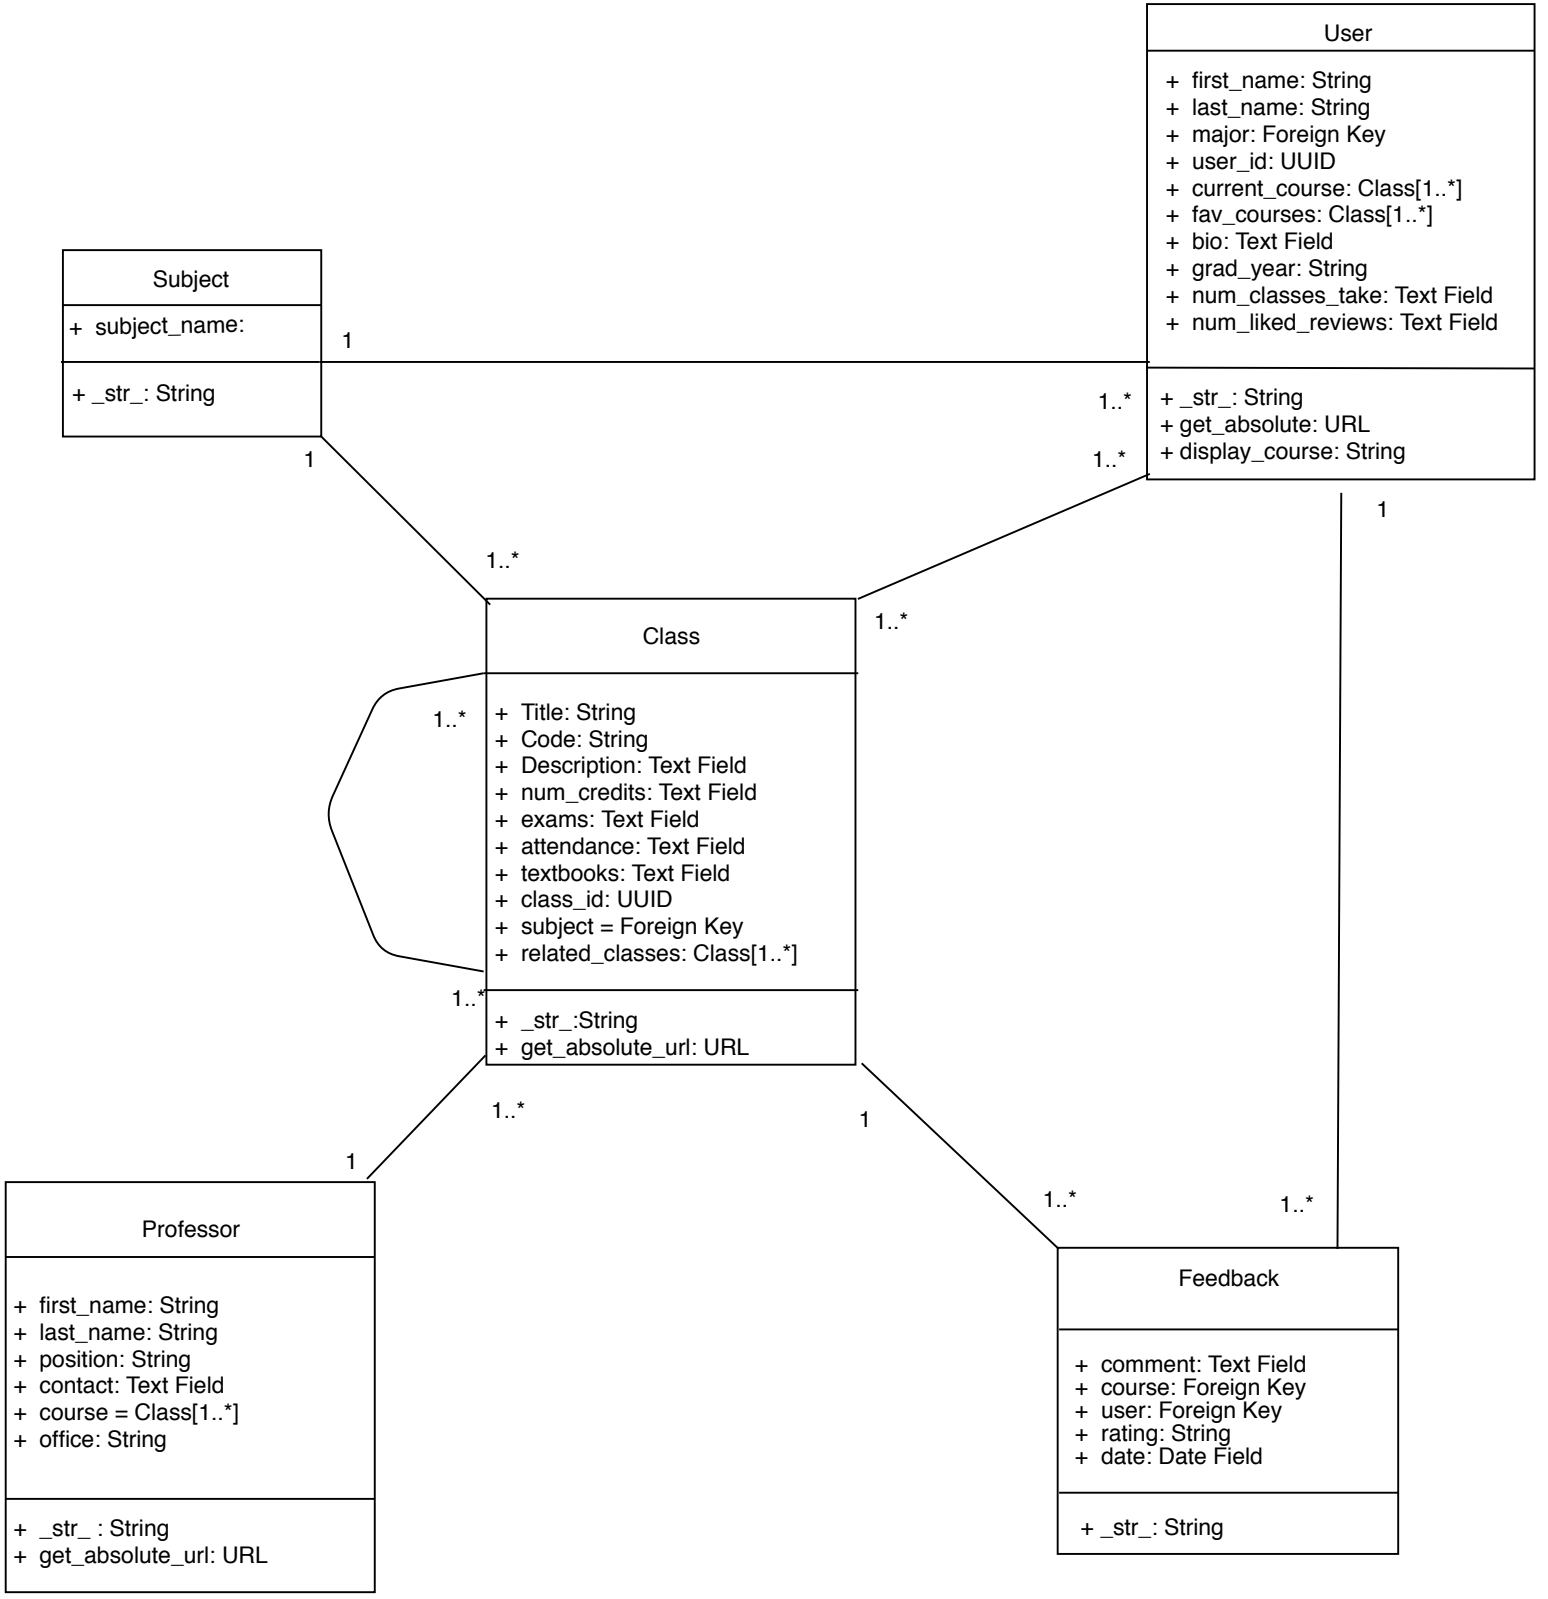 User
+ first_name: String
+ last_name: String
+ major: Foreign Key
+ user_id: UUID
+ current_course: Class[1..*]
+ fav_courses: Class[1..*]
+ bio: Text Field
+ grad_year: String
+ num_classes_take: Text Field
+ num_liked_reviews: Text Field
+ _str_: String
+ get_absolute: URL
+ display_course: String
Subject
+ subject_name:
+ _str_: String
1
1..*
1..*
1
1
1..*
1..*
Class
1..*
+ Title: String
+ Code: String
+ Description: Text Field
+ num_credits: Text Field
+ exams: Text Field
+ attendance: Text Field
+ textbooks: Text Field
+ class_id: UUID
+ subject = Foreign Key
+ related_classes: Class[1..*]
1..*
+ _str_:String
+ get_absolute_url: URL
1..*
1
1
1..*
1..*
Professor
+ first_name: String
+ last_name: String
+ position: String
+ contact: Text Field
+ course = Class[1..*]
+ office: String
+ _str_ : String
+ get_absolute_url: URL
Feedback
+ comment: Text Field
+ course: Foreign Key
+ user: Foreign Key
+ rating: String
+ date: Date Field
+ _str_: String